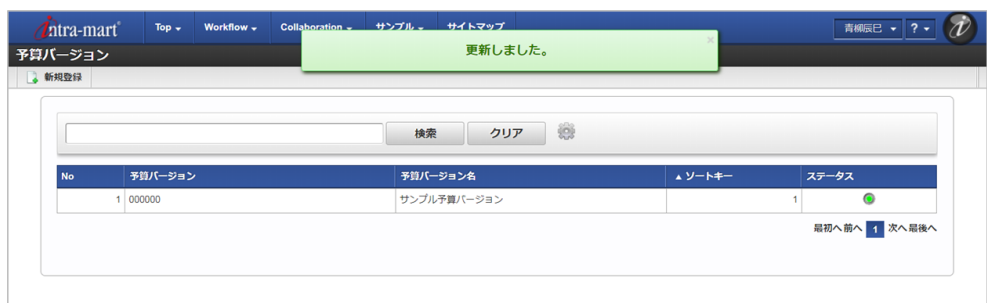 intra-mart® Top Workflow Collaboration サンプル サイトマップ 青柳辰巳 ?
更新しました。 ×
予算バージョン
新規登録
検索 クリア
No 予算バージョン 予算バージョン名 ▲ ソートキー ステータス
1 000000 サンプル予算バージョン 1
最初へ 前へ 1 次へ 最後へ